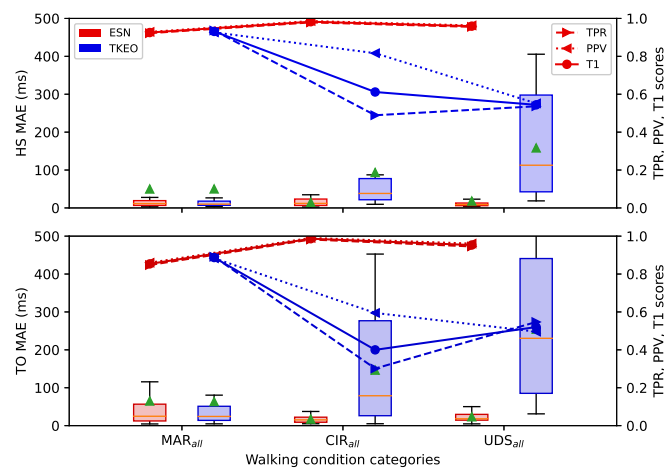 500
400
300
200
100
0
HS MAE (ms)
ESN
TKEO
TPR
PPV
T1
1.0
0.8
0.6
0.4
0.2
0.0
TPR, PPV, T1 scores
500
400
300
200
100
0
TO MAE (ms)
1.0
0.8
0.6
0.4
0.2
0.0
TPR, PPV, T1 scores
MAR_all CIR_all UDS_all
Walking condition categories